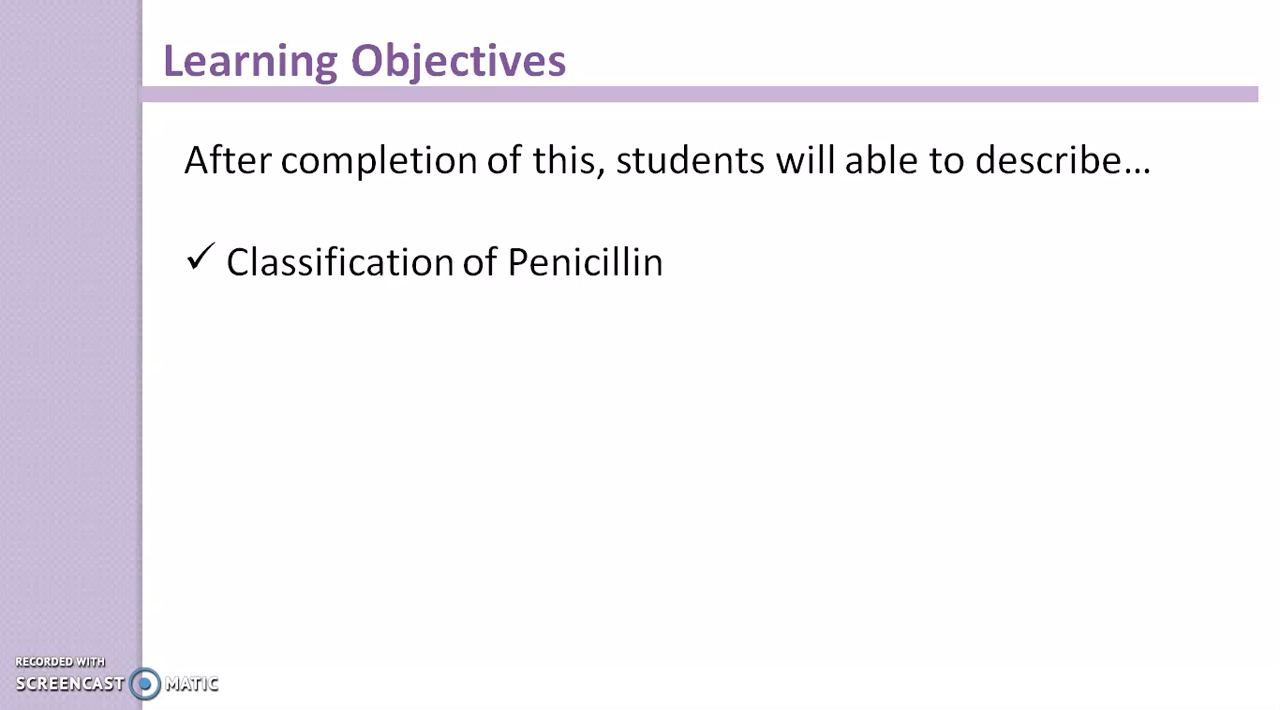 Learning Objectives
After completion of this, students will able to describe…
✓ Classification of Penicillin
RECORDED WITH
SCREENCAST MATIC